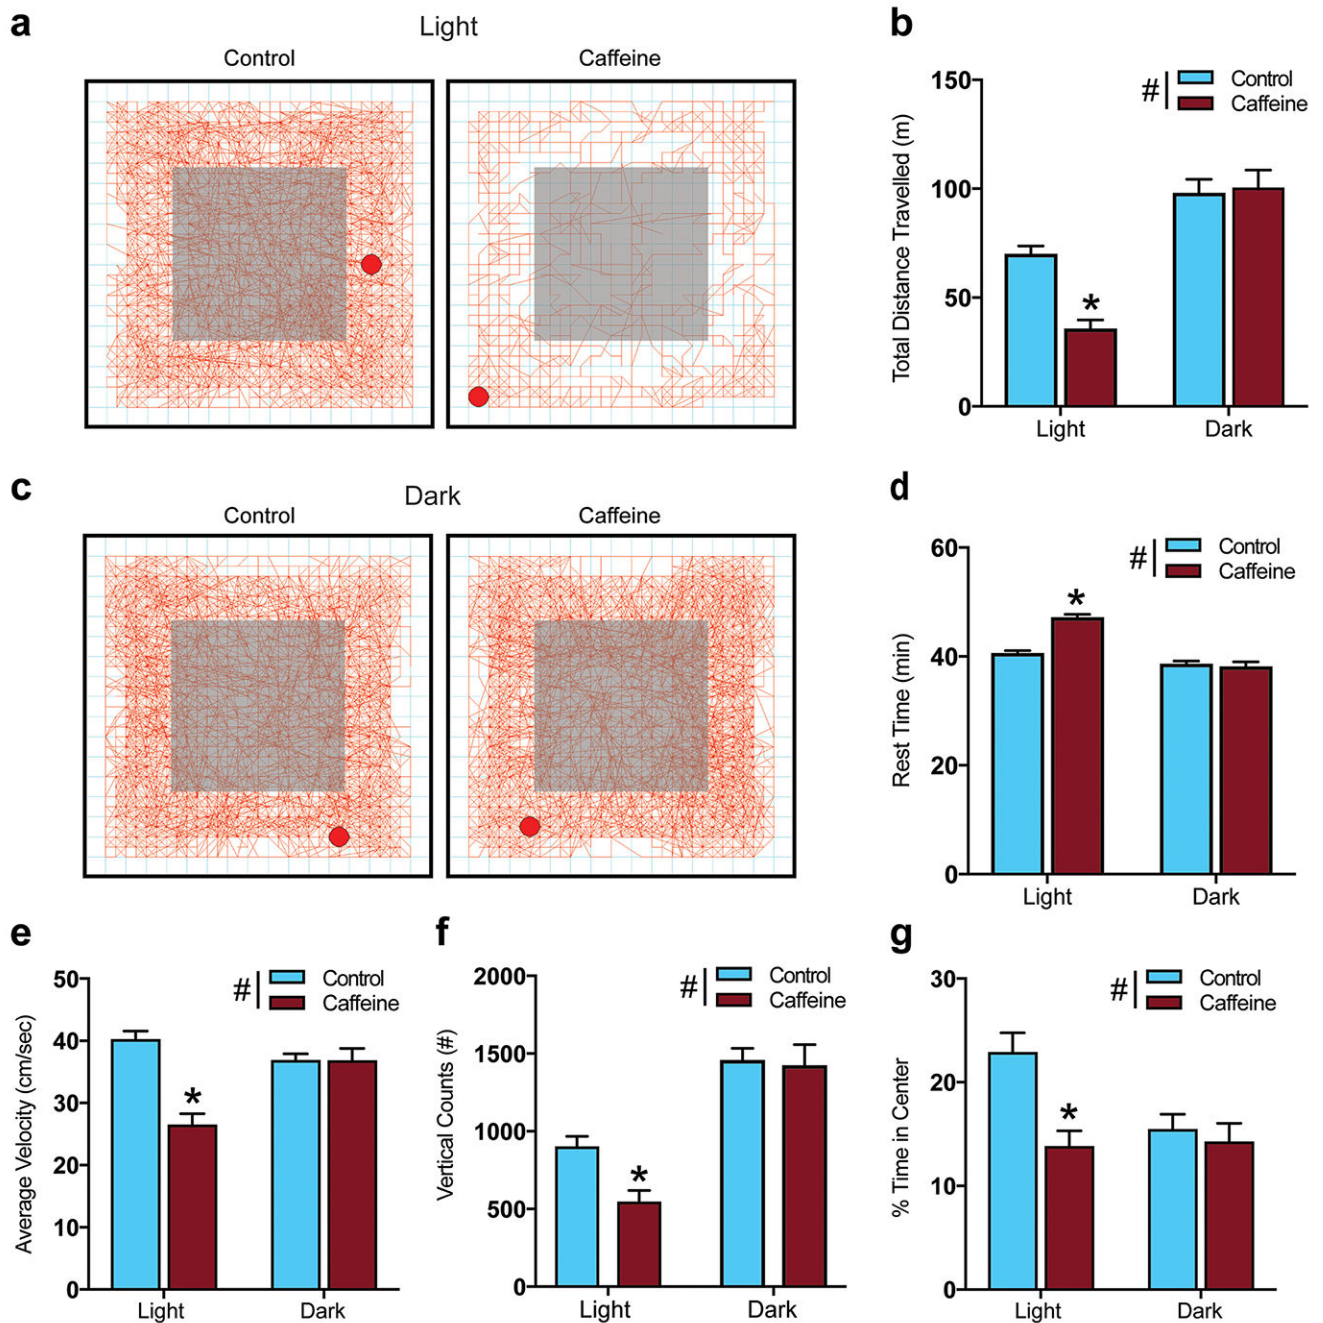 a
Light
Control
Caffeine
b
Total Distance Travelled (m)
150
100
50
0
# Control
Caffeine
*
Light
Dark
c
Dark
Control
Caffeine
d
Rest Time (min)
60
40
20
0
# Control
Caffeine
*
Light
Dark
e
Average Velocity (cm/sec)
50
40
30
20
10
0
# Control
Caffeine
*
Light
Dark
f
Vertical Counts (#)
2000
1500
1000
500
0
# Control
Caffeine
*
Light
Dark
g
% Time in Center
30
20
10
0
# Control
Caffeine
*
Light
Dark